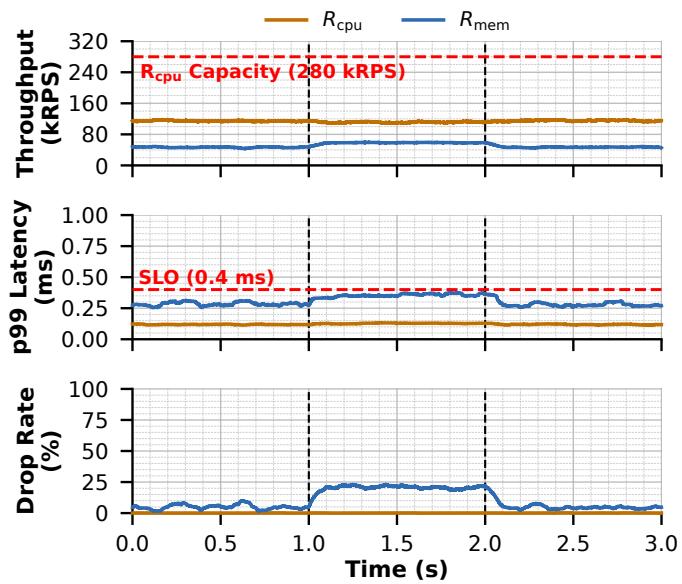 R_cpu R_mem
Throughput
(kRPS)
320
240
160
80
0
R_cpu Capacity (280 kRPS)
p99 Latency
(ms)
1.00
0.75
0.50
0.25
0.00
SLO (0.4 ms)
Drop Rate
(%)
100
75
50
25
0
0.0 0.5 1.0 1.5 2.0 2.5 3.0
Time (s)